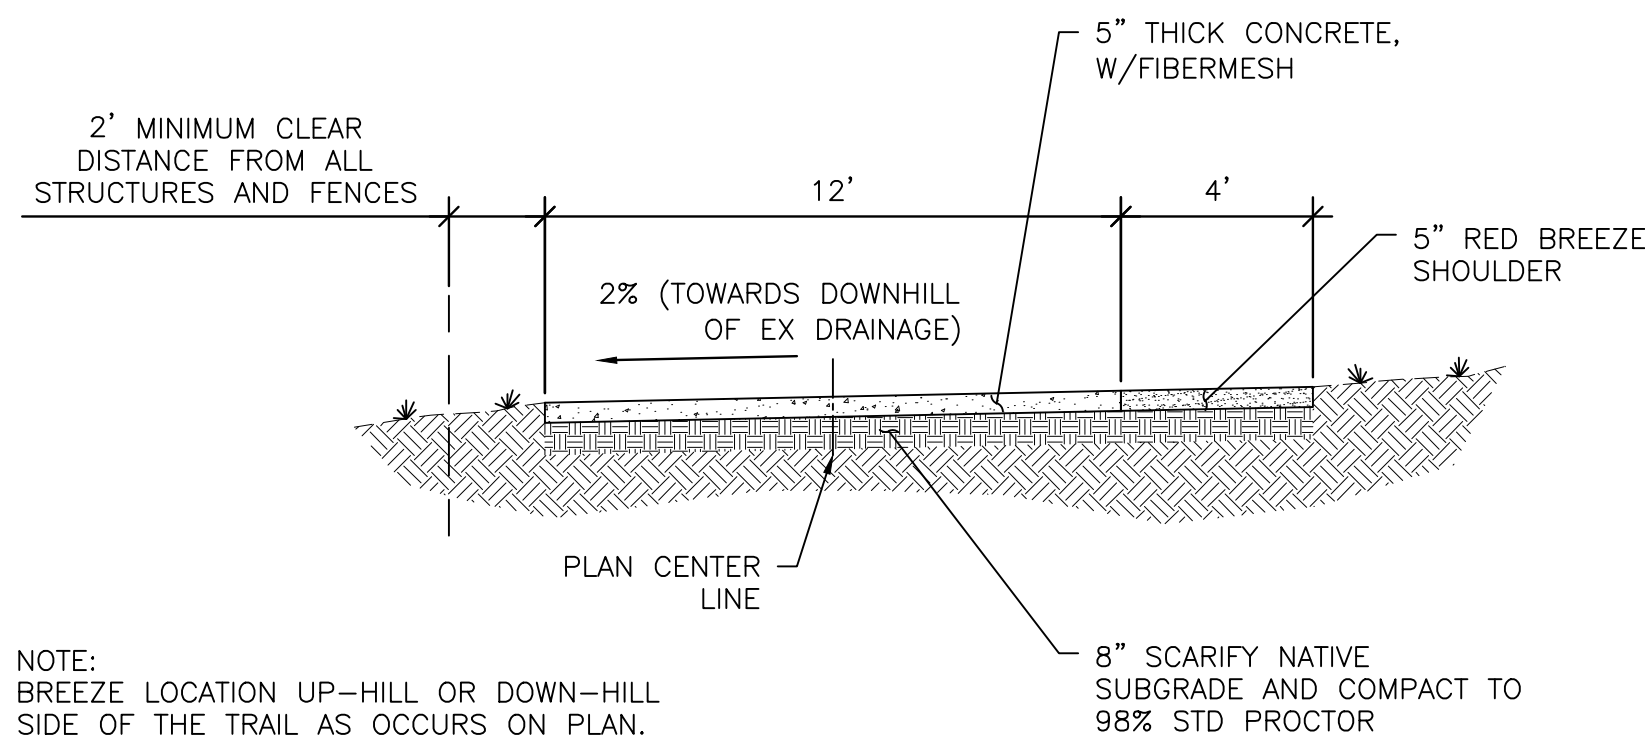 5” THICK CONCRETE,
W/FIBERMESH
2’ MINIMUM CLEAR
DISTANCE FROM ALL
STRUCTURES AND FENCES
12’
4’
5” RED BREEZE
SHOULDER
2% (TOWARDS DOWNHILL
OF EX DRAINAGE)
PLAN CENTER
LINE
8” SCARIFY NATIVE
SUBGRADE AND COMPACT TO
98% STD PROCTOR
NOTE:
BREEZE LOCATION UP-HILL OR DOWN-HILL
SIDE OF THE TRAIL AS OCCURS ON PLAN.